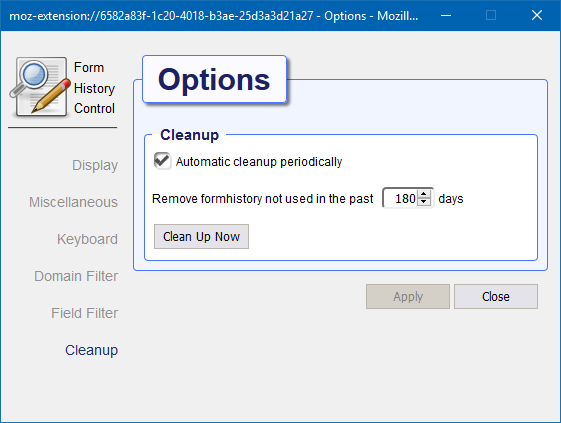 moz-extension://6582a83f-1c20-4018-b3ae-25d3a3d21a27 - Options - Mozill...
Form
History
Control
Display
Miscellaneous
Keyboard
Domain Filter
Field Filter
Cleanup
Options
Cleanup
Automatic cleanup periodically
Remove formhistory not used in the past 180 days
Clean Up Now
Apply Close